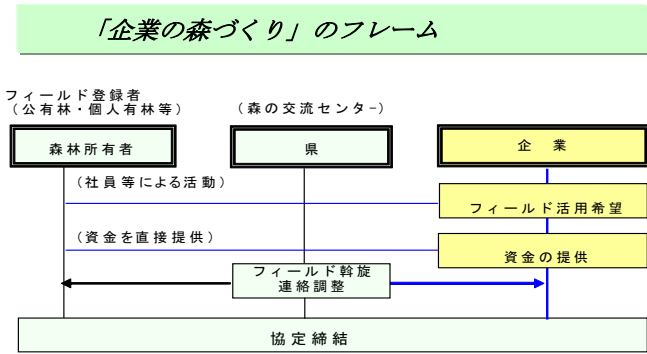 「企業の森づくり」のフレーム
フィールド登録者
（公有林・個人有林等）
（森の交流センター）
森林所有者
県
企　業
（社員等による活動）
フィールド活用希望
（資金を直接提供）
資金の提供
フィールド斡旋
連絡調整
協定締結